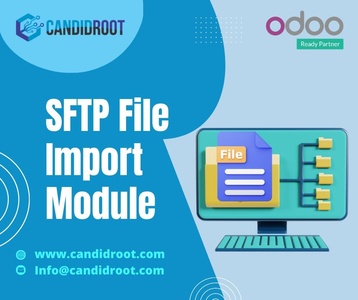 CANDIDROOT
odoo
Ready Partner
SFTP File
Import
Module
File
www.candidroot.com
Info@candidroot.com